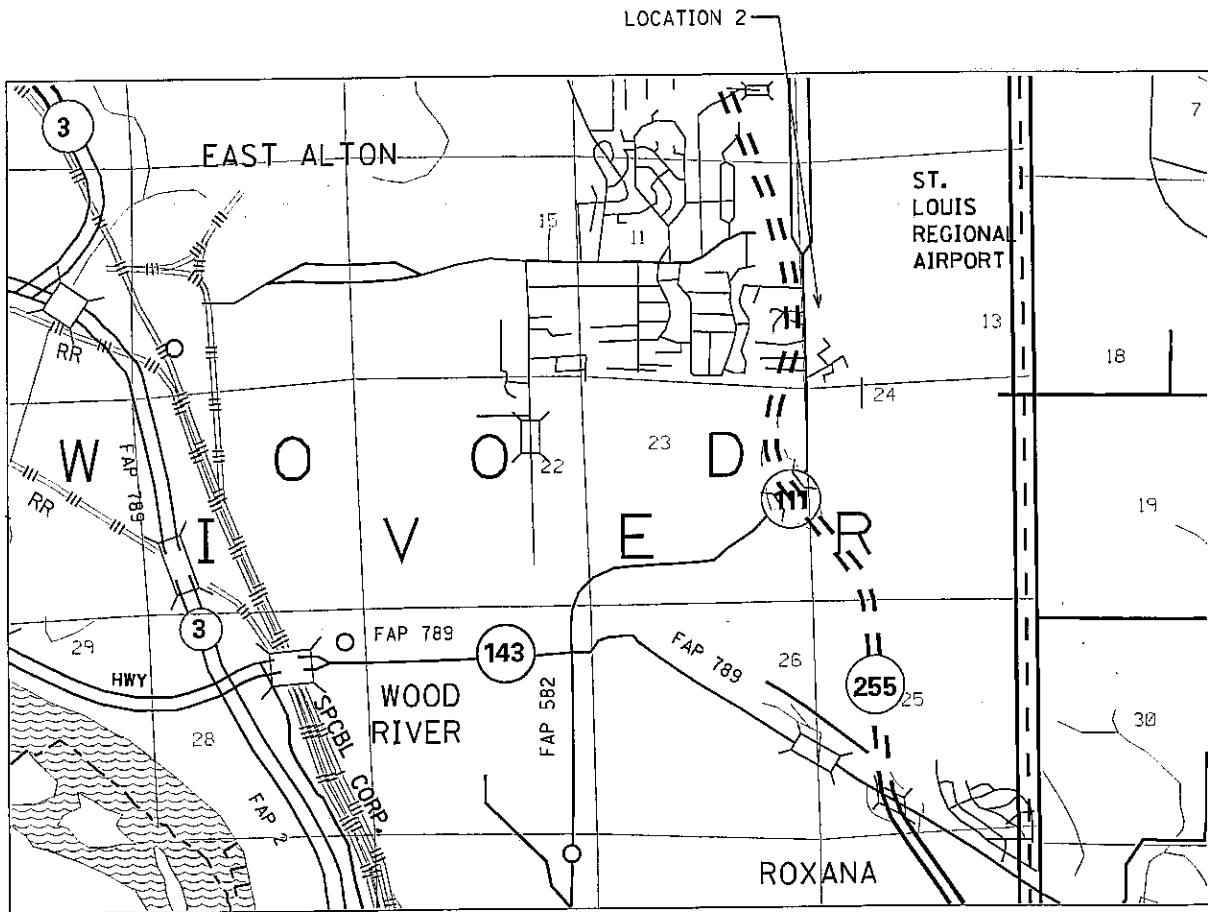 LOCATION 2
3
7
EAST ALTON
ST.
LOUIS
REGIONAL
AIRPORT
15
11
13
RR
18
24
W O O D
FAP 789
23
22
RR
19
I V E R
3
29
FAP 789
143
FAP 789
26
HWY
255
25
WOOD
RIVER
FAP 582
28
30
SPCBL CORP.
FAP 2
LLL
ROXANA